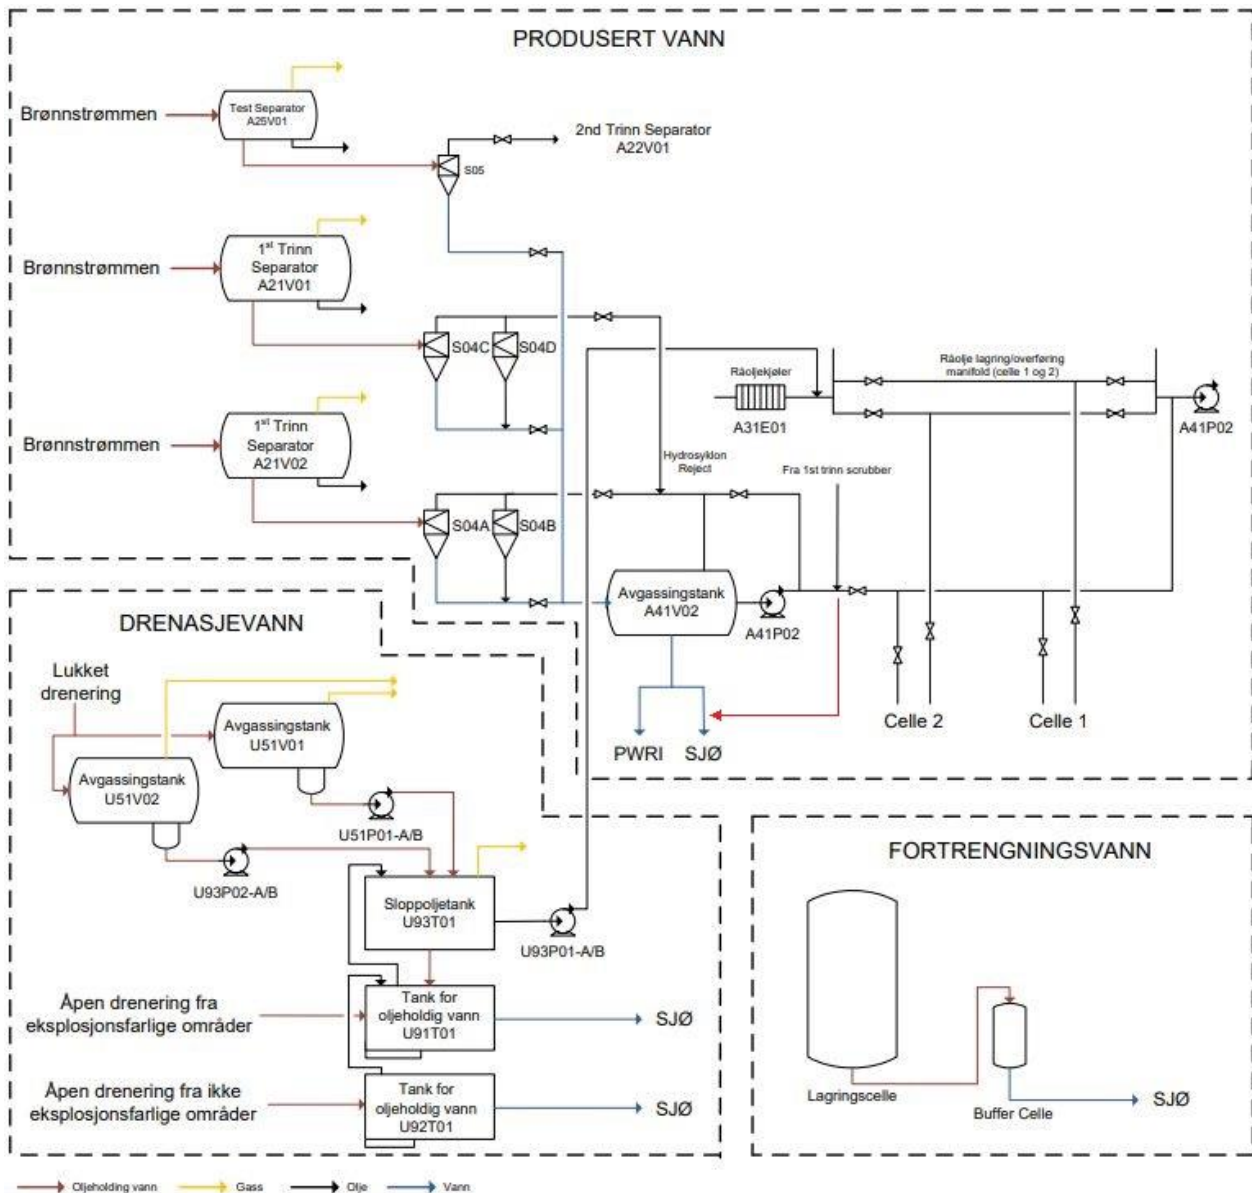 PRODUSERT VANN
Brønnstrømmen
Test Separator
A25V01
2nd Trinn Separator
A22V01
S05
Brønnstrømmen
1st Trinn
Separator
A21V01
S04C
S04D
Råoljekjøler
A31E01
Råolje lagring/overføring
manifold (celle 1 og 2)
A41P02
Brønnstrømmen
1st Trinn
Separator
A21V02
Hydrosyklon
Reject
Fra 1st trinn scrubber
S04A
S04B
Avgassingstank
A41V02
A41P02
Celle 2
Celle 1
PWRI
SJØ
DRENASJEVANN
Lukket
drenering
Avgassingstank
U51V01
Avgassingstank
U51V02
U51P01-A/B
U93P02-A/B
Sloppoljetank
U93T01
U93P01-A/B
Åpen drenering fra
eksplosjonsfarlige områder
Tank for
oljeholdig vann
U91T01
SJØ
Åpen drenering fra ikke
eksplosjonsfarlige områder
Tank for
oljeholdig vann
U92T01
SJØ
FORTRENGNINGSVANN
Lagringscelle
Buffer Celle
SJØ
Oljeholding vann
Gass
Olje
Vann